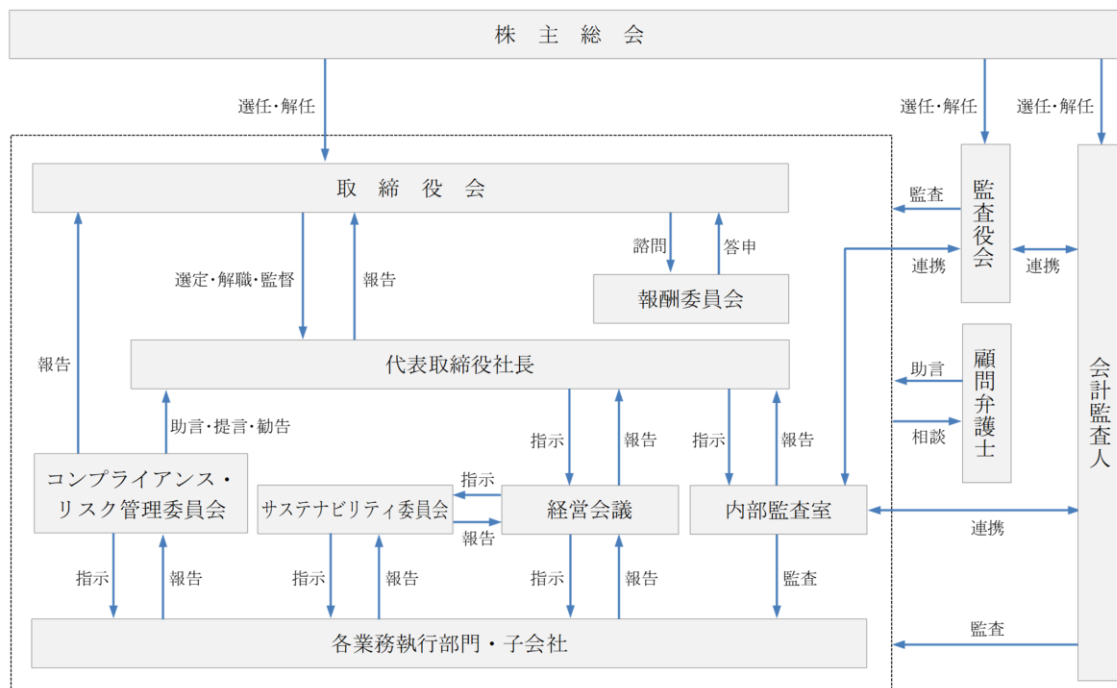 株主総会
選任・解任
選任・解任
選任・解任
取締役会
監査役会
監査
連携
連携
諮問
答申
選定・解職・監督
報告
報酬委員会
会計監査人
代表取締役社長
顧問弁護士
助言
相談
報告
助言・提言・勧告
指示
報告
指示
報告
コンプライアンス・
リスク管理委員会
サステナビリティ委員会
指示
報告
経営会議
内部監査室
連携
指示
報告
指示
報告
指示
報告
監査
各業務執行部門・子会社
監査